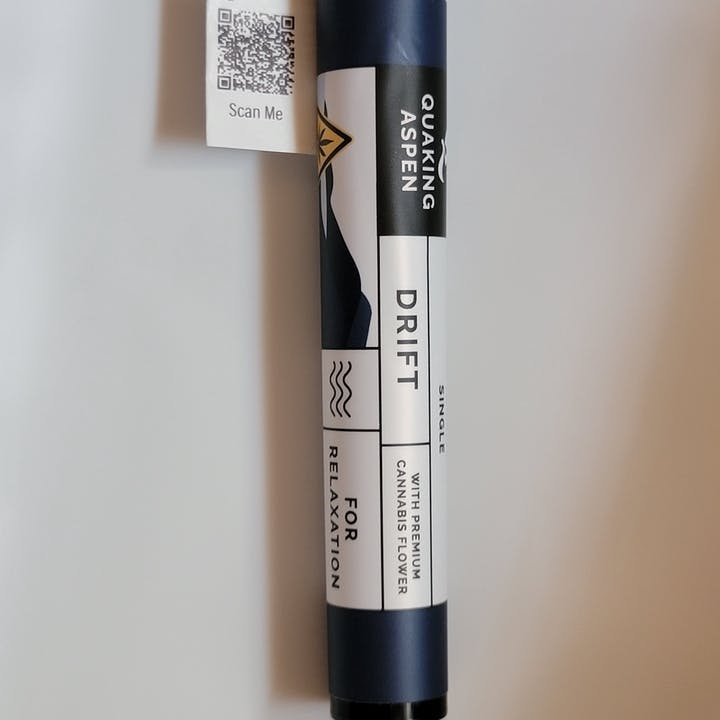 Scan Me
QUAKING
ASPEN
DRIFT
SINGLE
WITH PREMIUM
CANNABIS FLOWER
FOR
RELAXATION